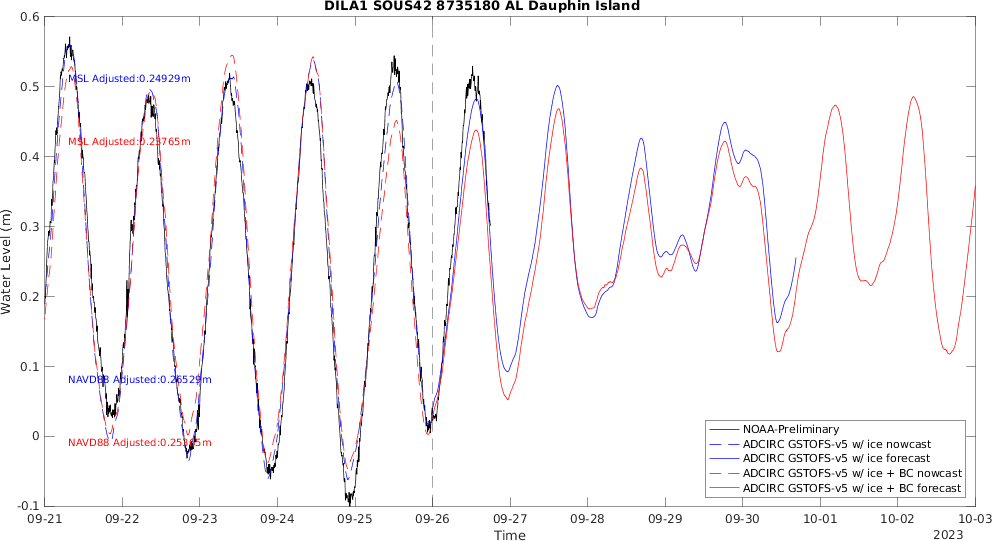 DILA1 SOUS42 8735180 AL Dauphin Island
Water Level (m)
0.6
0.5
0.4
0.3
0.2
0.1
0
-0.1
MSL Adjusted:0.24929m
MSL Adjusted:0.23765m
NAVD88 Adjusted:0.26529m
NAVD88 Adjusted:0.25365m
NOAA-Preliminary
ADCIRC GSTOFS-v5 w/ ice nowcast
ADCIRC GSTOFS-v5 w/ ice forecast
ADCIRC GSTOFS-v5 w/ ice + BC nowcast
ADCIRC GSTOFS-v5 w/ ice + BC forecast
09-21 09-22 09-23 09-24 09-25 09-26 09-27 09-28 09-29 09-30 10-01 10-02 10-03
Time
2023